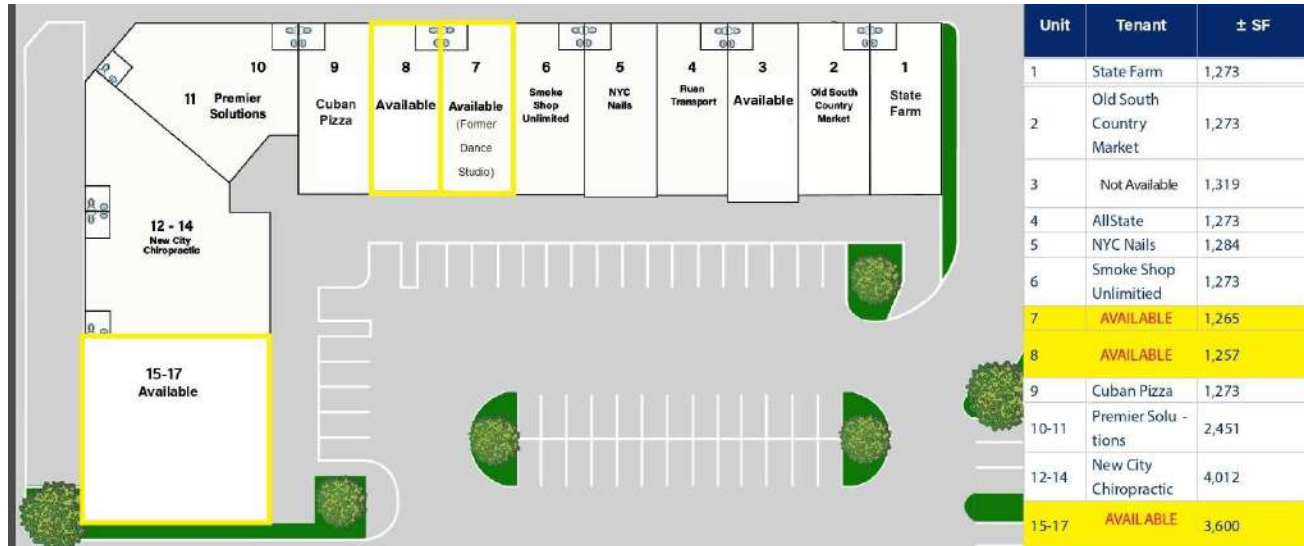 10
11 Premier
Solutions
9
Cuban
Pizza
8
Available
7
Available
(Former
Dance
Studio)
6
Smoke
Shop
Unlimited
5
NYC
Nails
4
Ruan
Transport
3
Available
2
Old South
Country
Market
1
State
Farm
12 - 14
New City
Chiropractic
15-17
Available
Unit Tenant ± SF
1 State Farm 1,273
Old South
2 Country 1,273
Market
3 Not Available 1,319
4 AllState 1,273
5 NYC Nails 1,284
6 Smoke Shop 1,273
Unlimitied
7 AVAILABLE 1,265
8 AVAILABLE 1,257
9 Cuban Pizza 1,273
10-11 Premier Solu - 2,451
tions
12-14 New City 4,012
Chiropractic
15-17 AVAILABLE 3,600